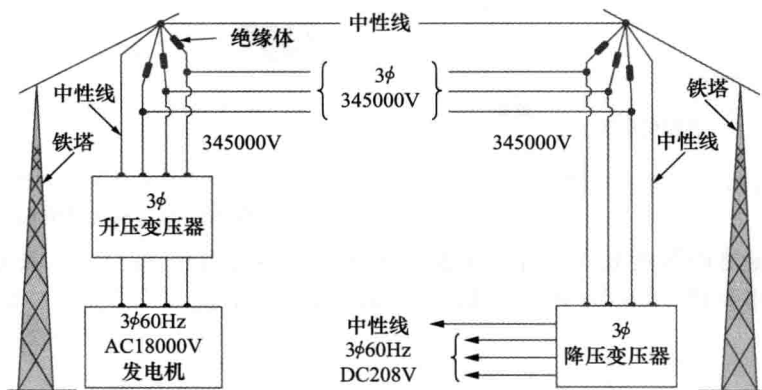 中性线
绝缘体
3ϕ
345000V
中性线
铁塔
345000V
345000V
铁塔
中性线
3ϕ
升压变压器
3ϕ60Hz
AC18000V
发电机
中性线
3ϕ60Hz
DC208V
3ϕ
降压变压器